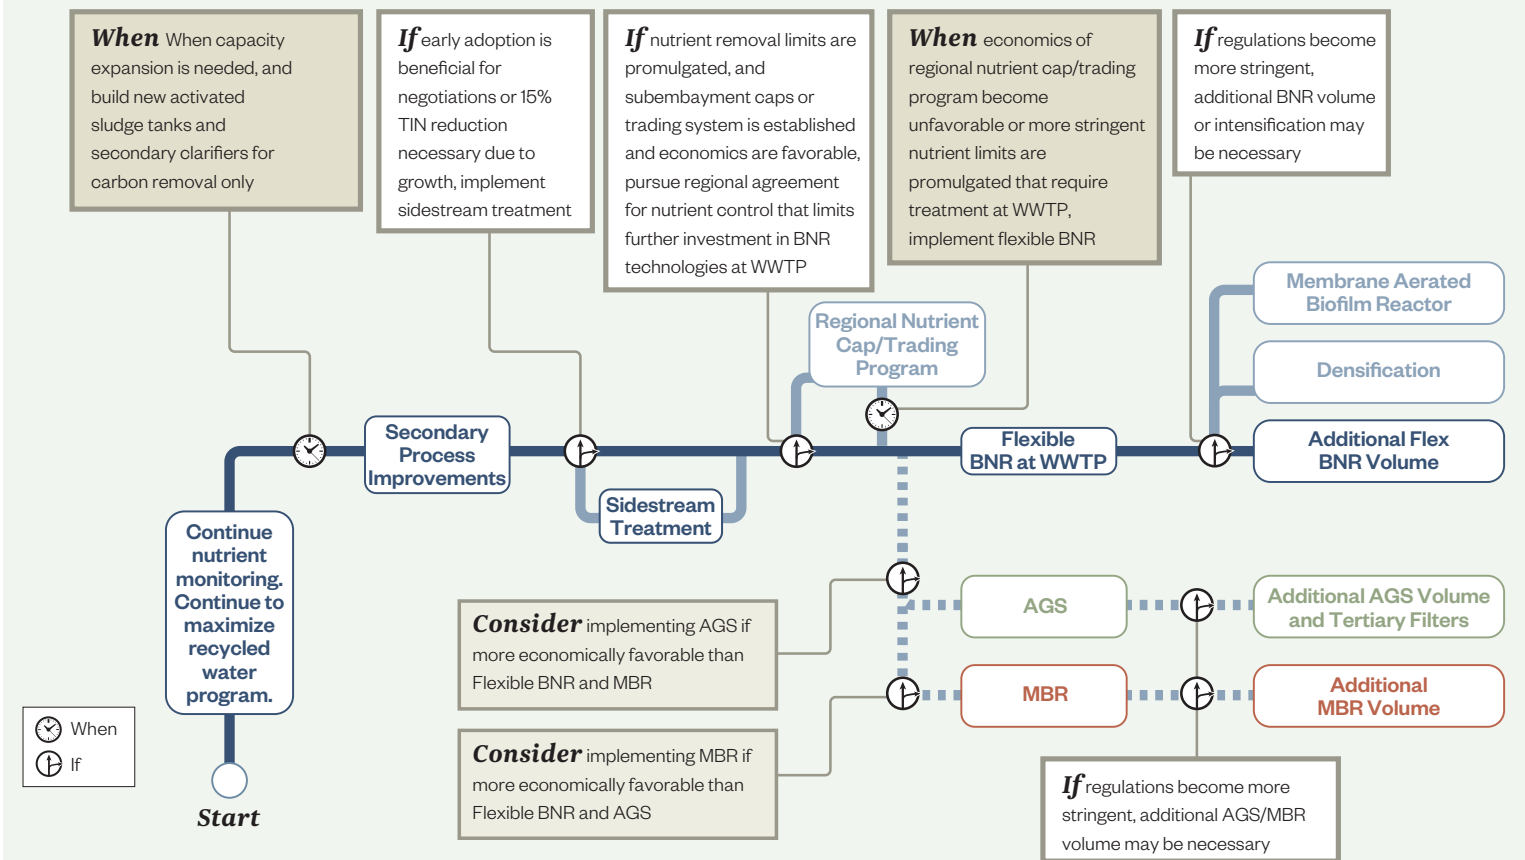 When When capacity
expansion is needed, and
build new activated
sludge tanks and
secondary clarifiers for
carbon removal only
If early adoption is
beneficial for
negotiations or 15%
TIN reduction
necessary due to
growth, implement
sidestream treatment
If nutrient removal limits are
promulgated, and
subembayment caps or
trading system is established
and economics are favorable,
pursue regional agreement
for nutrient control that limits
further investment in BNR
technologies at WWTP
When economics of
regional nutrient cap/trading
program become
unfavorable or more stringent
nutrient limits are
promulgated that require
treatment at WWTP,
implement flexible BNR
If regulations become
more stringent,
additional BNR volume
or intensification may
be necessary
Membrane Aerated
Biofilm Reactor
Regional Nutrient
Cap/Trading
Program
Densification
Secondary
Process
Improvements
Flexible
BNR at WWTP
Additional Flex
BNR Volume
Sidestream
Treatment
Continue
nutrient
monitoring.
Continue to
maximize
recycled
water
program.
Consider implementing AGS if
more economically favorable than
Flexible BNR and MBR
AGS
Additional AGS Volume
and Tertiary Filters
MBR
Additional
MBR Volume
Consider implementing MBR if
more economically favorable than
Flexible BNR and AGS
When
If
Start
If regulations become more
stringent, additional AGS/MBR
volume may be necessary